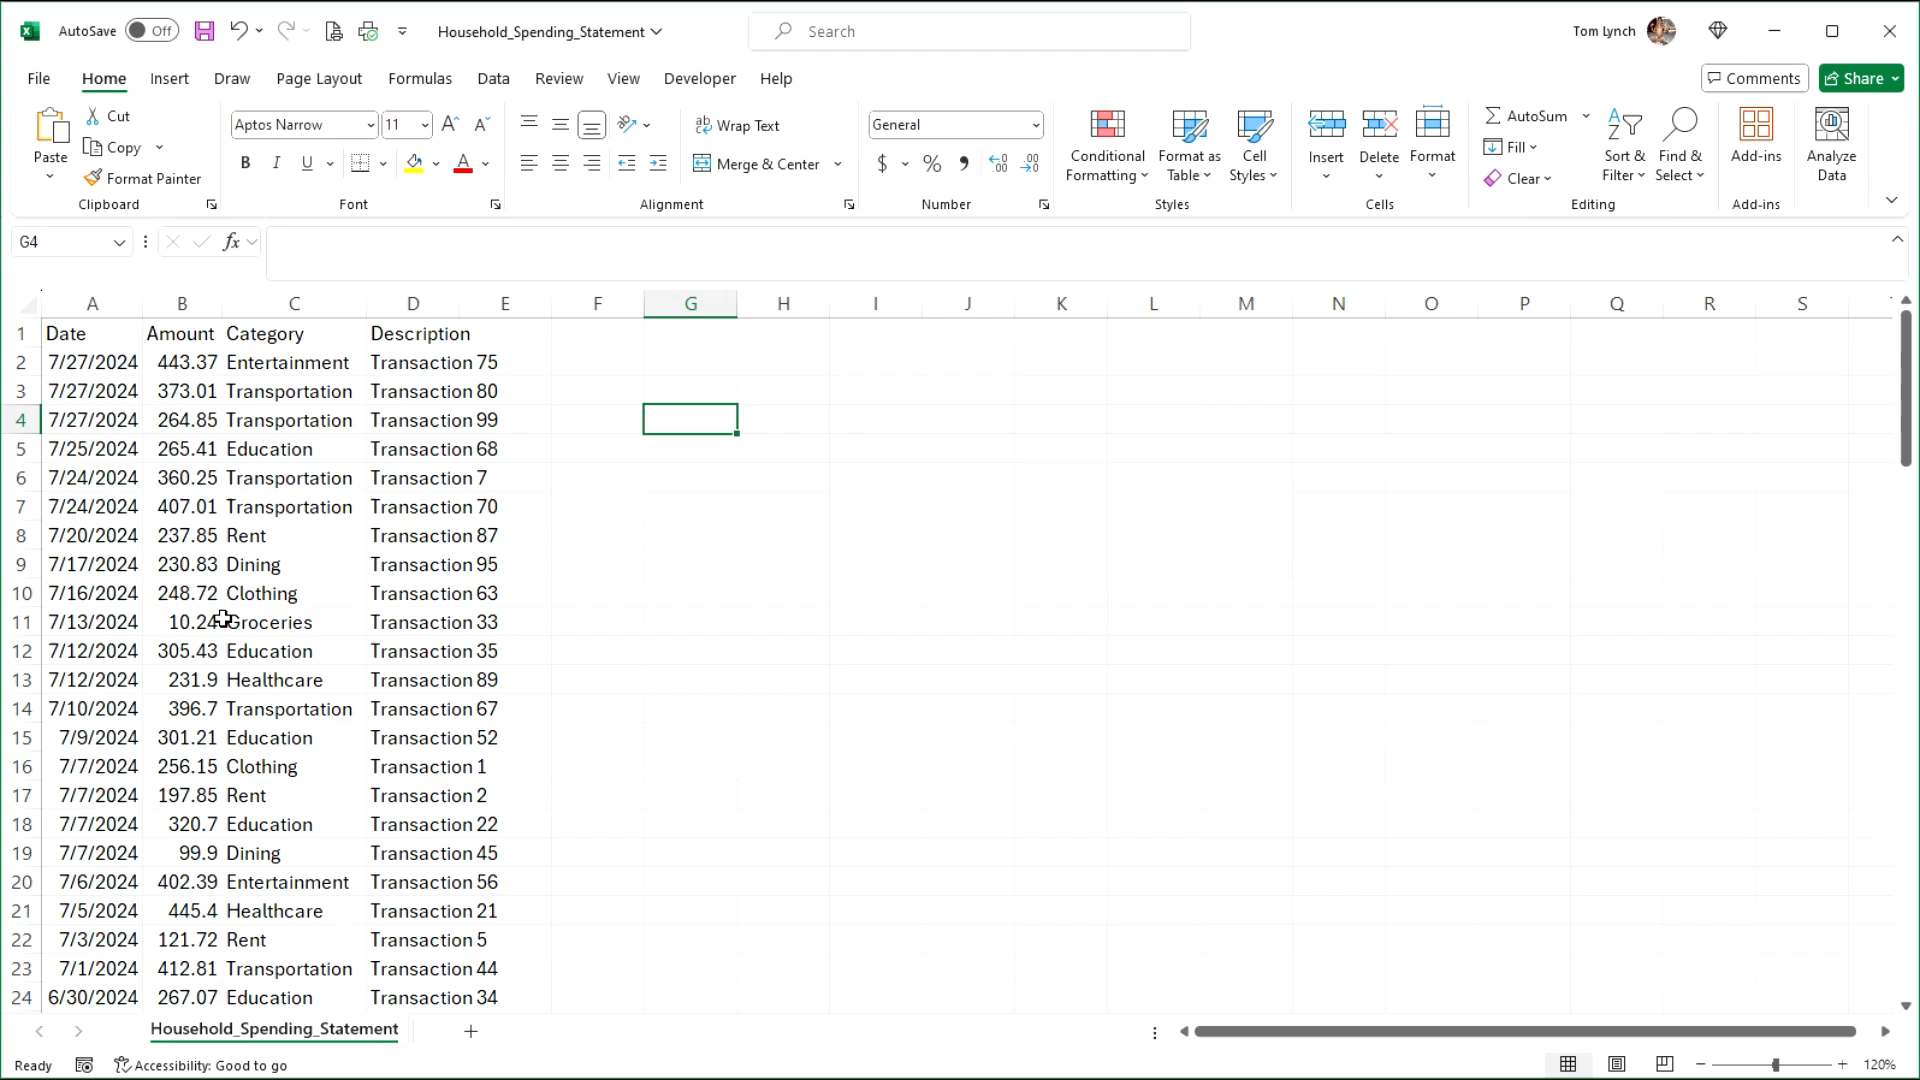 AutoSave Off Household_Spending_Statement Search Tom Lynch
File Home Insert Draw Page Layout Formulas Data Review View Developer Help Comments Share
Paste
Cut
Copy
Format Painter
Clipboard
Aptos Narrow 11
B I U A
Font
Wrap Text
Merge & Center
Alignment
General
$ % 9
Number
Conditional Formatting
Format as Table
Cell Styles
Styles
Insert Delete Format
Cells
AutoSum
Fill
Clear
Sort & Filter
Find & Select
Editing
Add-ins
Add-ins
Analyze Data
G4 fx
A B C D E F G H I J K L M N O P Q R S
1 Date Amount Category Description
2 7/27/2024 443.37 Entertainment Transaction 75
3 7/27/2024 373.01 Transportation Transaction 80
4 7/27/2024 264.85 Transportation Transaction 99
5 7/25/2024 265.41 Education Transaction 68
6 7/24/2024 360.25 Transportation Transaction 7
7 7/24/2024 407.01 Transportation Transaction 70
8 7/20/2024 237.85 Rent Transaction 87
9 7/17/2024 230.83 Dining Transaction 95
10 7/16/2024 248.72 Clothing Transaction 63
11 7/13/2024 10.24 Groceries Transaction 33
12 7/12/2024 305.43 Education Transaction 35
13 7/12/2024 231.9 Healthcare Transaction 89
14 7/10/2024 396.7 Transportation Transaction 67
15 7/9/2024 301.21 Education Transaction 52
16 7/7/2024 256.15 Clothing Transaction 1
17 7/7/2024 197.85 Rent Transaction 2
18 7/7/2024 320.7 Education Transaction 22
19 7/7/2024 99.9 Dining Transaction 45
20 7/6/2024 402.39 Entertainment Transaction 56
21 7/5/2024 445.4 Healthcare Transaction 21
22 7/3/2024 121.72 Rent Transaction 5
23 7/1/2024 412.81 Transportation Transaction 44
24 6/30/2024 267.07 Education Transaction 34
Household_Spending_Statement
Ready Accessibility: Good to go 120%